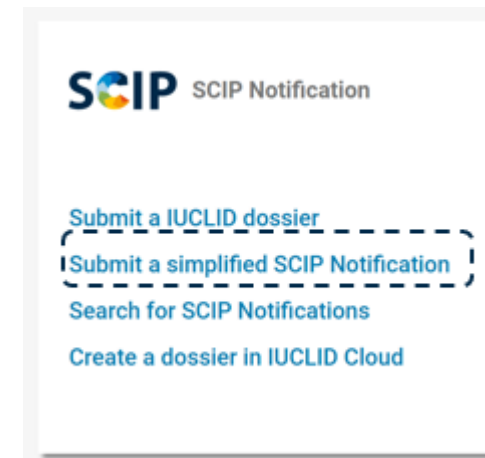 SCIP SCIP Notification
Submit a IUCLID dossier
Submit a simplified SCIP Notification
Search for SCIP Notifications
Create a dossier in IUCLID Cloud